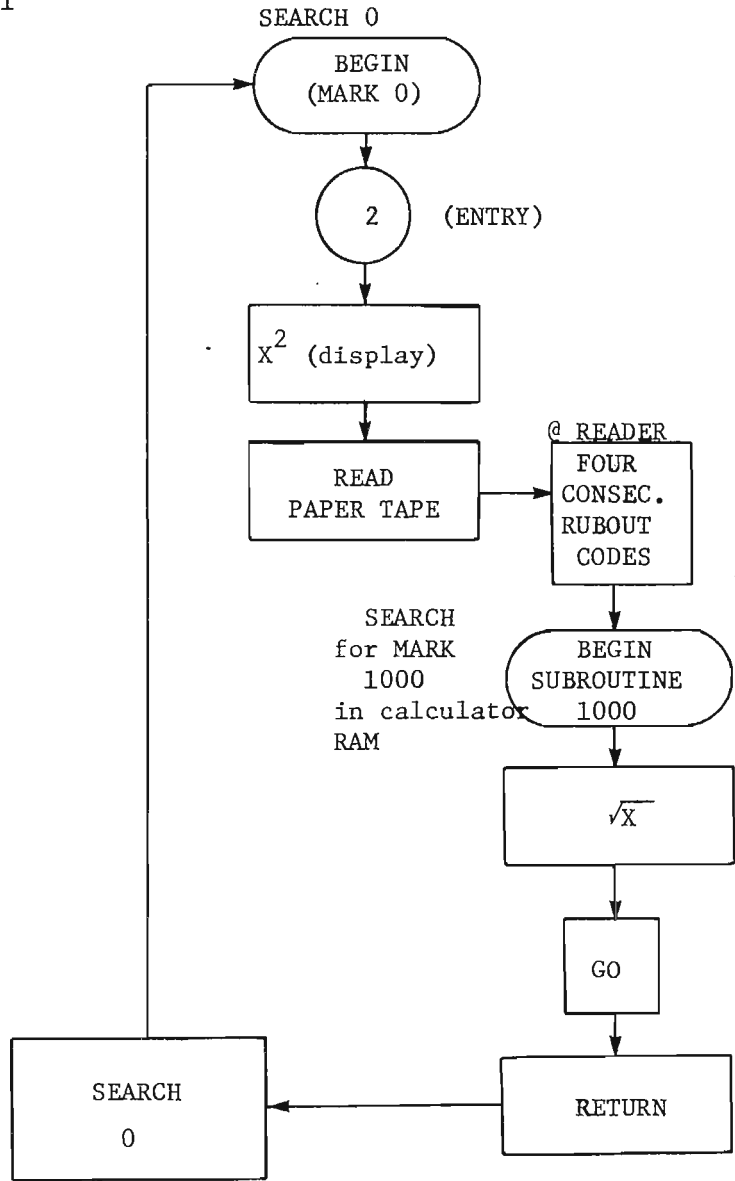 SEARCH 0
BEGIN
(MARK 0)
2 (ENTRY)
X² (display)
READ
PAPER TAPE
@ READER
FOUR
CONSEC.
RUBOUT
CODES
SEARCH
for MARK
1000
in calculator
RAM
BEGIN
SUBROUTINE
1000
√X
GO
RETURN
SEARCH
0